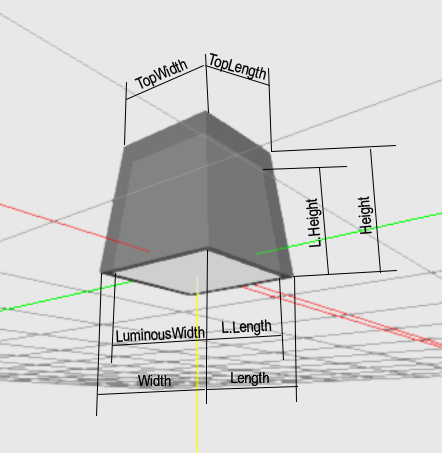 TopWidth
TopLength
L.Height
Height
LuminousWidth
L.Length
Width
Length